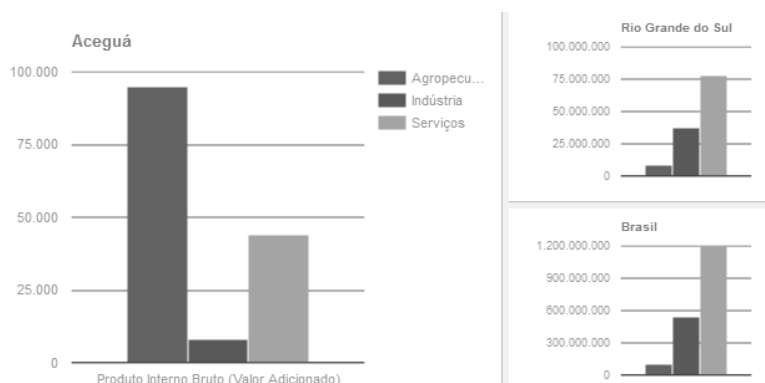 Aceguá
100.000
75.000
50.000
25.000
0
Agropecu...
Indústria
Serviços
Produto Interno Bruto (Valor Adicionado)
Rio Grande do Sul
100.000.000
75.000.000
50.000.000
25.000.000
0
Brasil
1.200.000.000
900.000.000
600.000.000
300.000.000
0